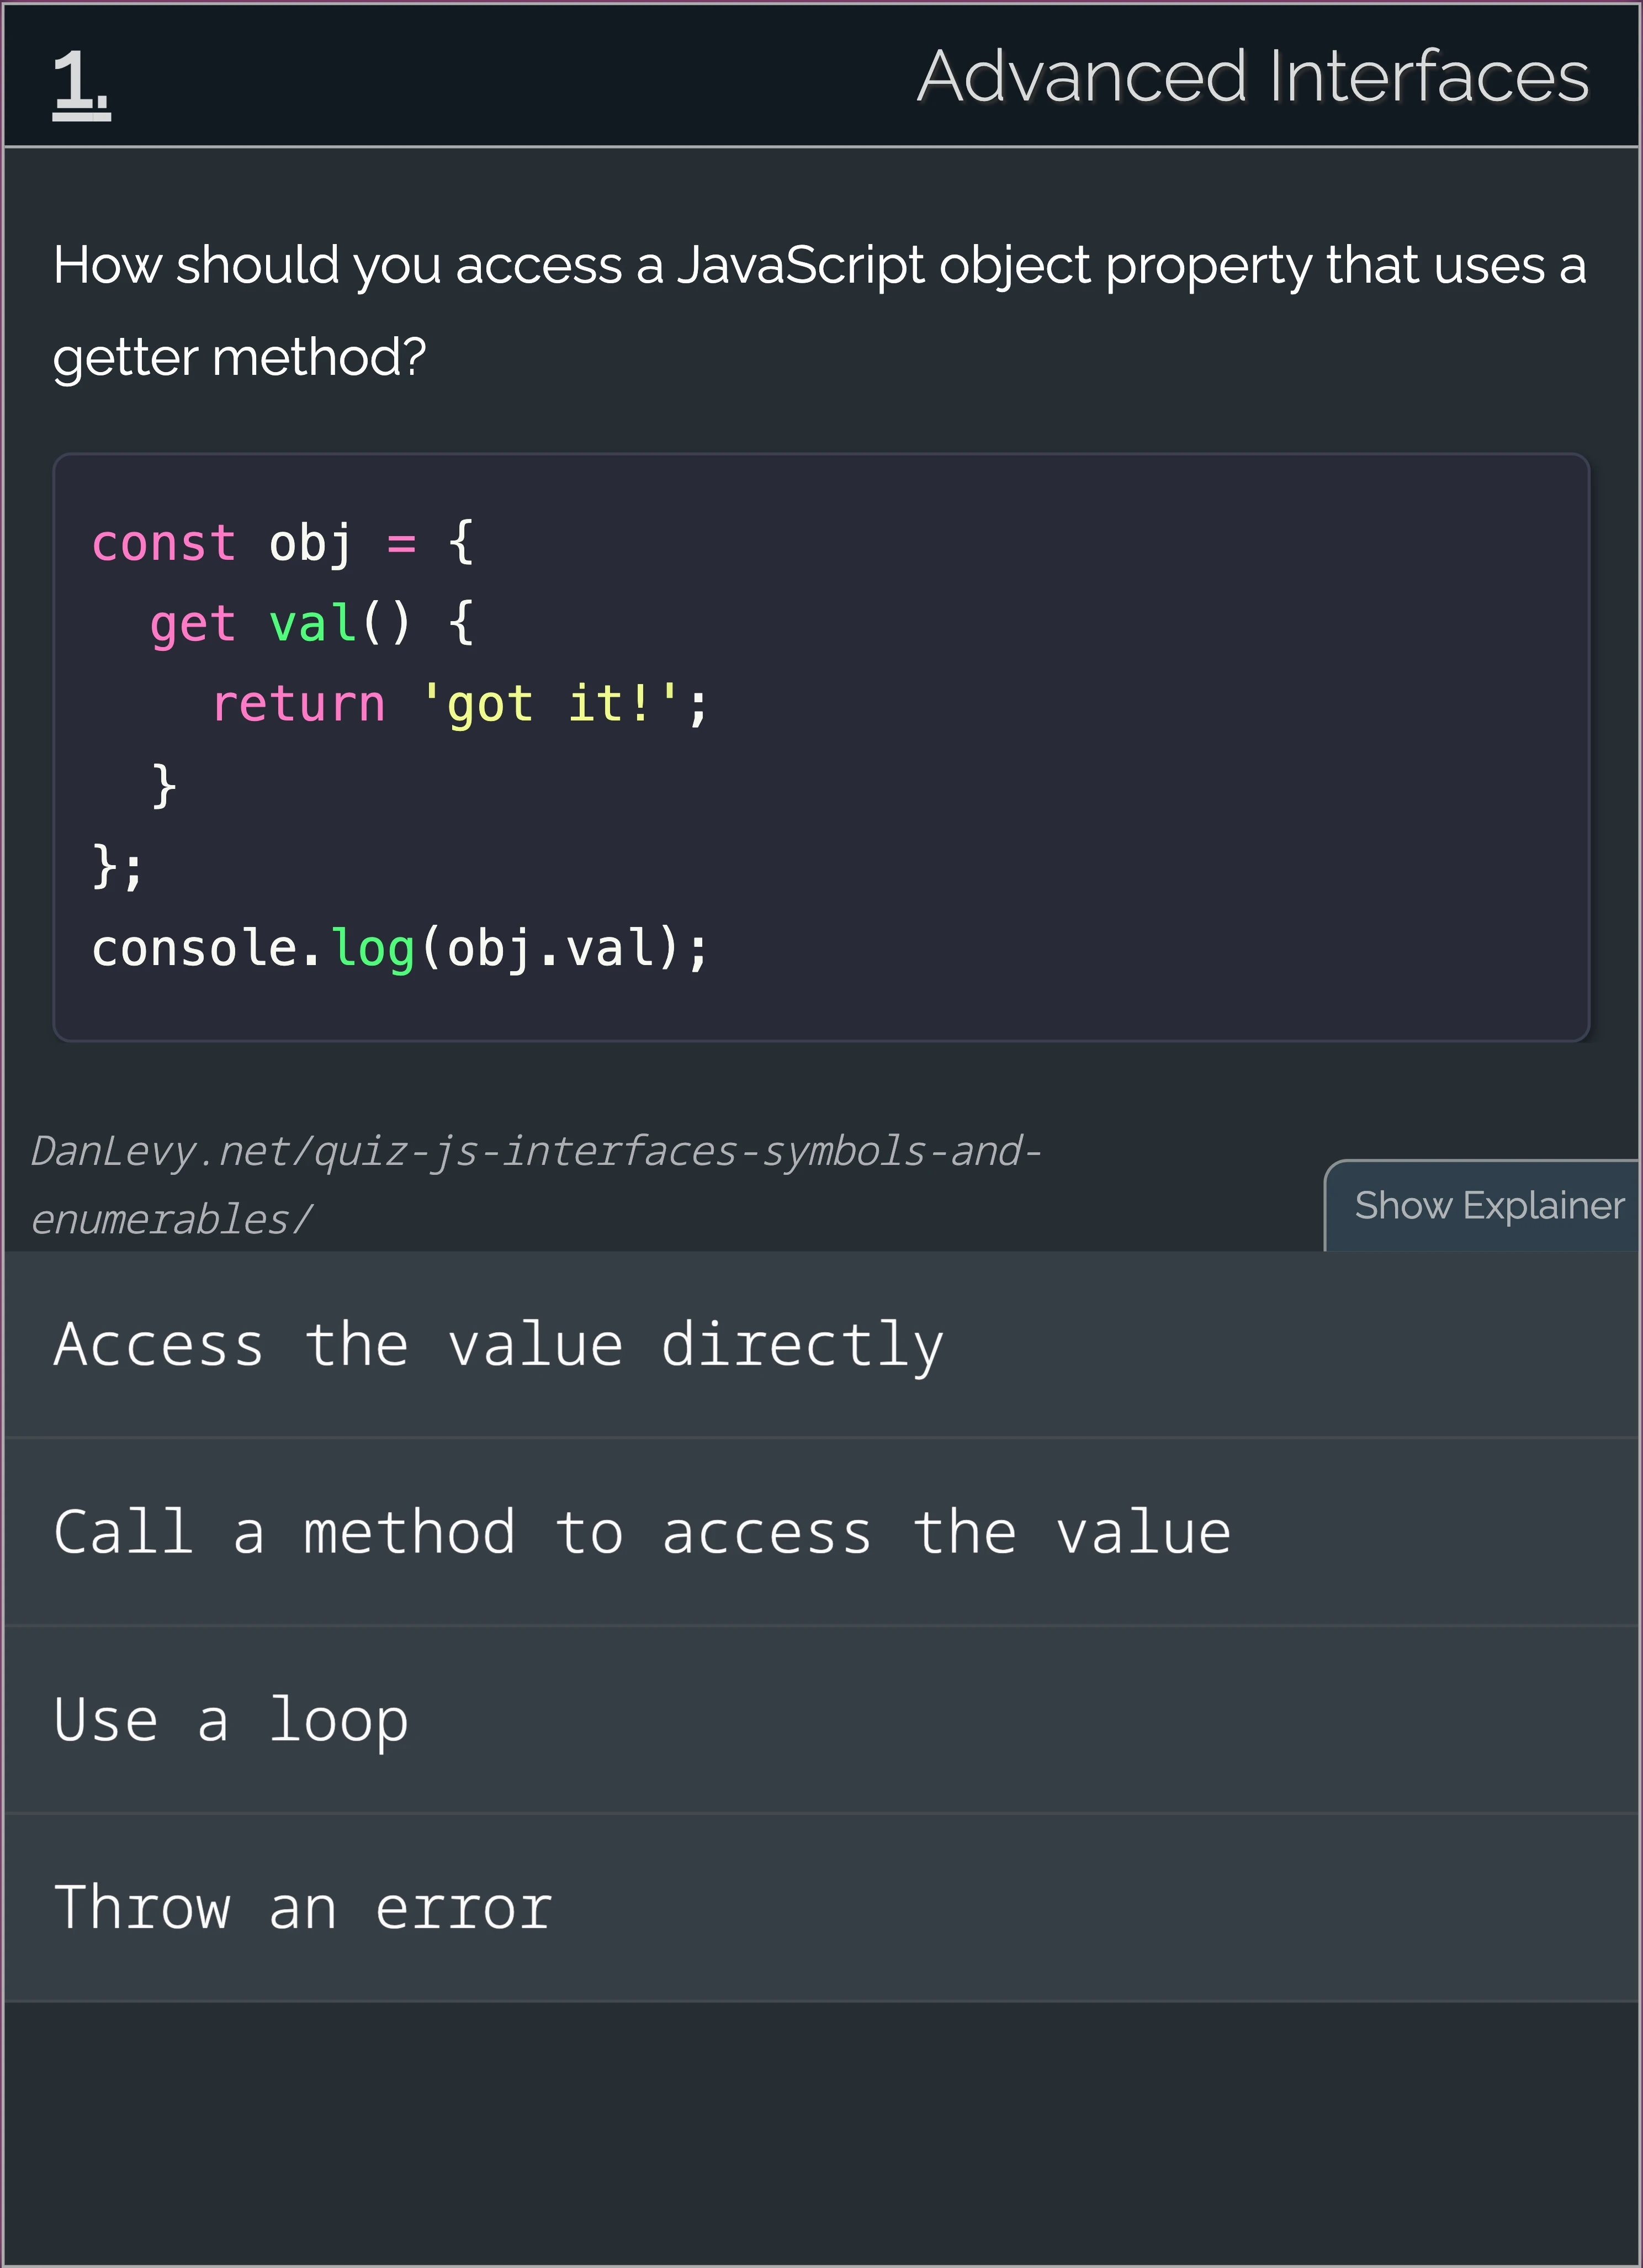 1.
Advanced Interfaces
How should you access a JavaScript object property that uses a
getter method?
const obj = {
  get val() {
    return 'got it!';
  }
};
console.log(obj.val);
DanLevy.net/quiz-js-interfaces-symbols-and-
enumerables/
Show Explainer
Access the value directly
Call a method to access the value
Use a loop
Throw an error